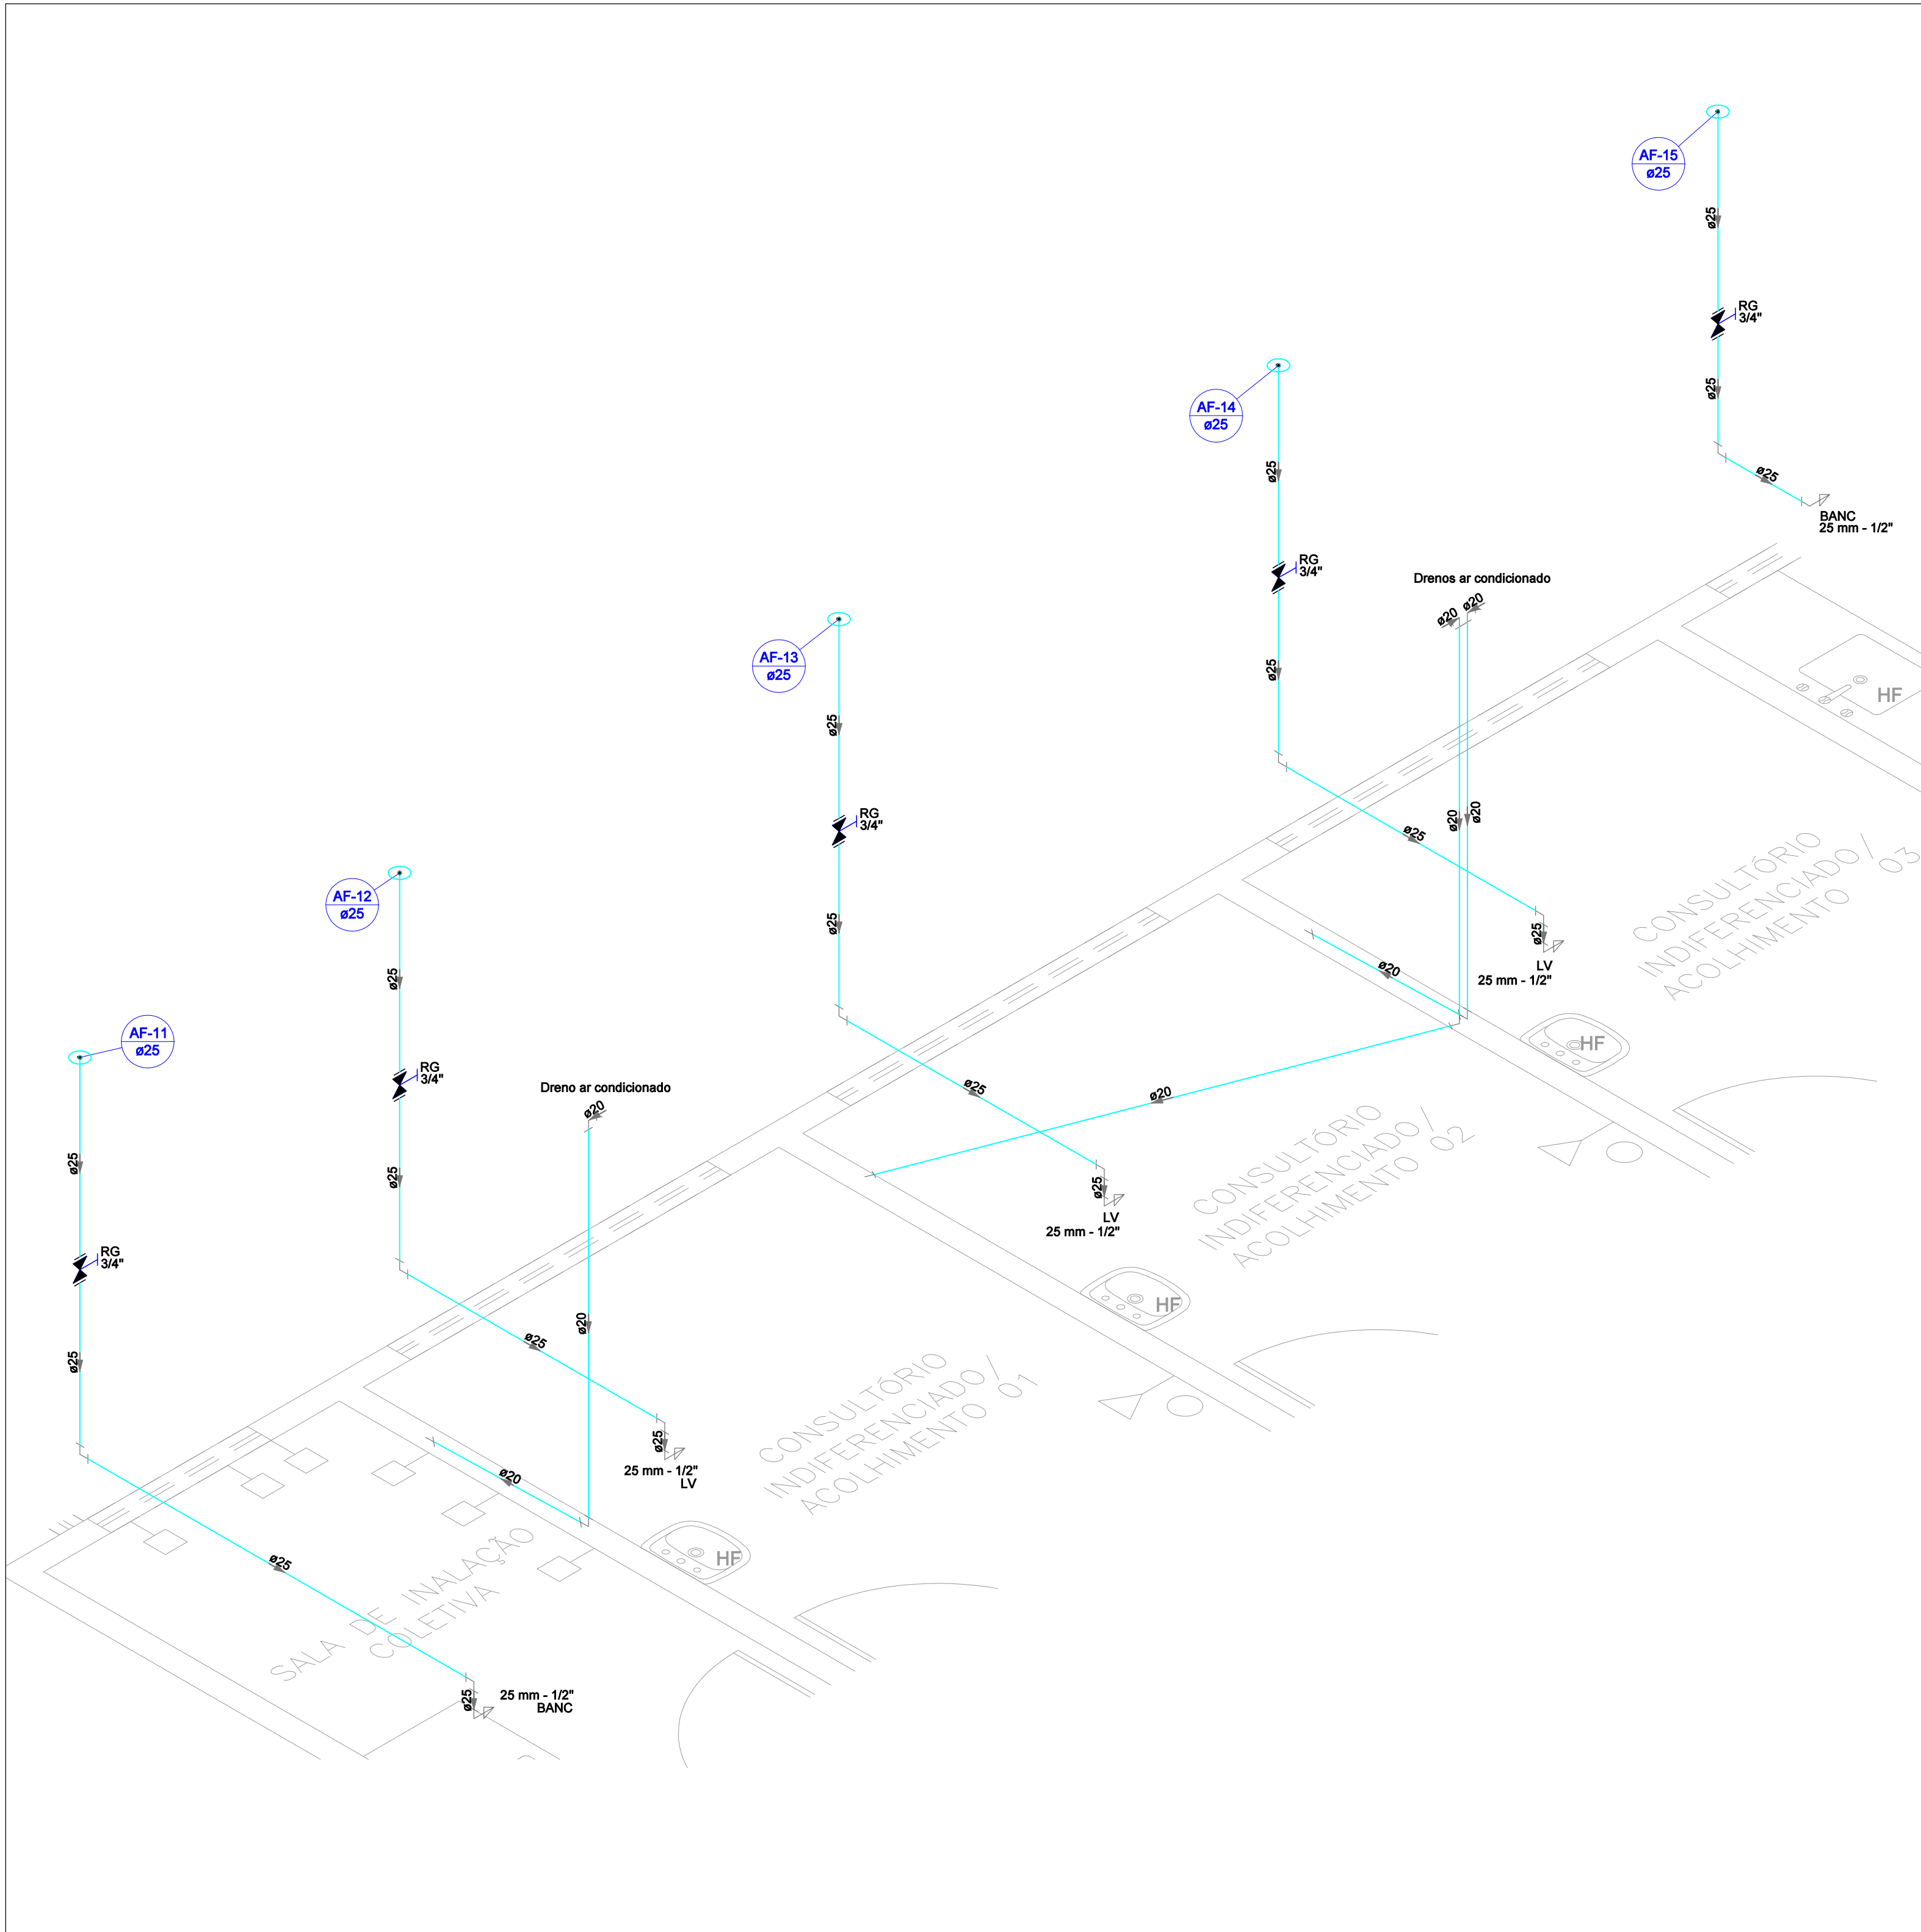 AF-15
ø25
ø25
RG
3/4"
ø25
ø25
BANC
25 mm - 1/2"
AF-14
ø25
ø25
RG
3/4"
ø25
ø25
ø25
LV
25 mm - 1/2"
Drenos ar condicionado
ø20
ø20
ø20
ø20
ø20
ø20
HF
CONSULTÓRIO
INDIFERENCIADO/
ACOLHIMENTO 03
HF
AF-13
ø25
ø25
RG
3/4"
ø25
ø25
ø25
LV
25 mm - 1/2"
CONSULTÓRIO
INDIFERENCIADO/
ACOLHIMENTO 02
HF
AF-12
ø25
ø25
RG
3/4"
ø25
ø25
ø25
25 mm - 1/2"
LV
Dreno ar condicionado
ø20
ø20
ø20
CONSULTÓRIO
INDIFERENCIADO/
ACOLHIMENTO 01
HF
AF-11
ø25
ø25
RG
3/4"
ø25
ø25
ø25
25 mm - 1/2"
BANC
SALA DE INALAÇÃO
COLETIVA